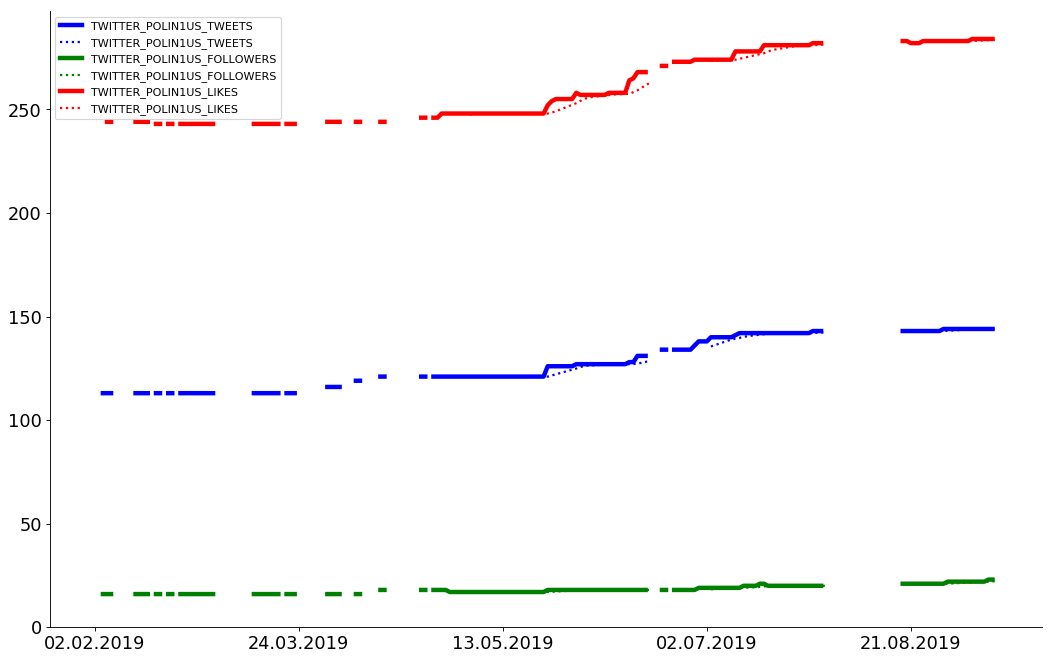 TWITTER_POLIN1US_TWEETS
TWITTER_POLIN1US_TWEETS
TWITTER_POLIN1US_FOLLOWERS
TWITTER_POLIN1US_FOLLOWERS
TWITTER_POLIN1US_LIKES
TWITTER_POLIN1US_LIKES
250
200
150
100
50
0
02.02.2019 24.03.2019 13.05.2019 02.07.2019 21.08.2019